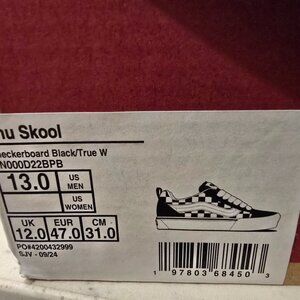 nu Skool
eckerboard Black/True W
N000D22BPB
13.0 US MEN
US WOMEN
UK EUR CM
12.0 47.0 31.0
PO#4200432999
SJV - 09/24
1 97803 68450 3